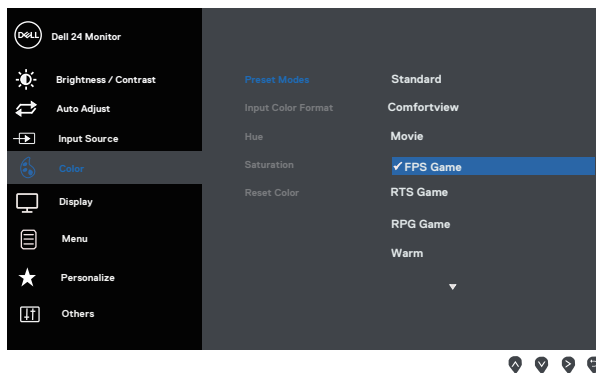 DELL Dell 24 Monitor
Brightness / Contrast
Auto Adjust
Input Source
Color
Display
Menu
Personalize
Others
Preset Modes
Input Color Format
Hue
Saturation
Reset Color
Standard
Comfortview
Movie
✔ FPS Game
RTS Game
RPG Game
Warm